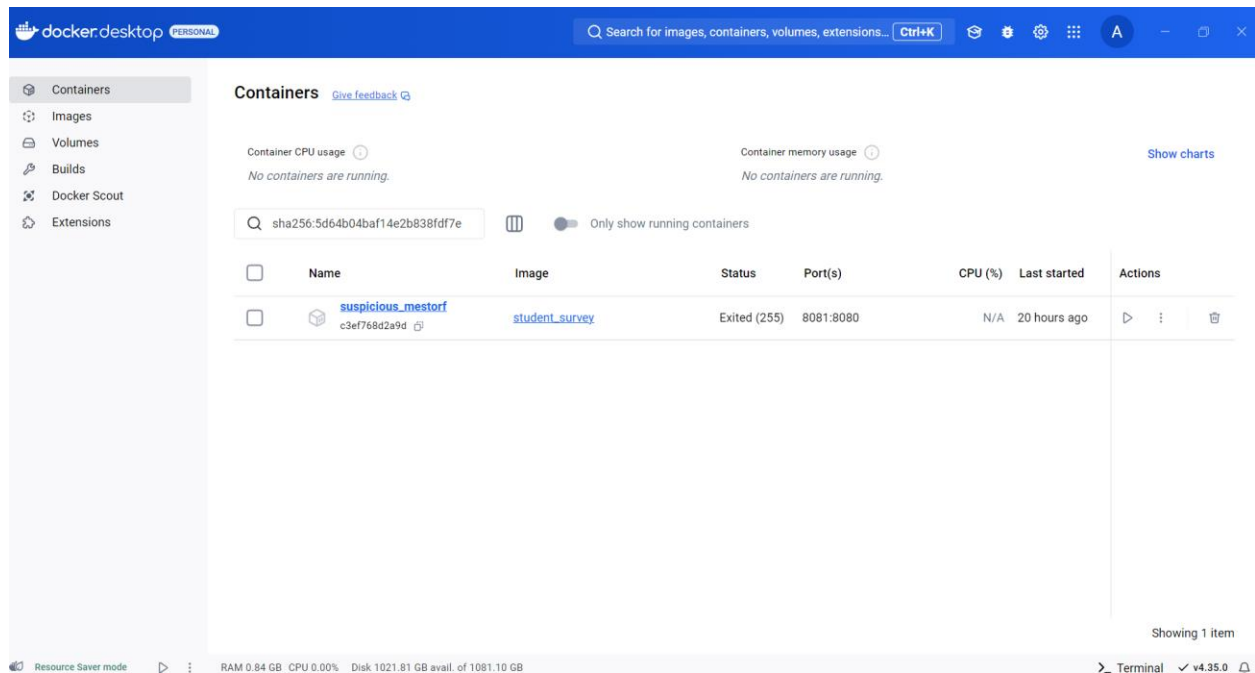 docker.desktop PERSONAL Search for images, containers, volumes, extensions... Ctrl+K A
Containers
Images
Volumes
Builds
Docker Scout
Extensions
Containers Give feedback
Container CPU usage
No containers are running.
Container memory usage
No containers are running.
Show charts
sha256:5d64b04baf14e2b838fdf7e Only show running containers
Name Image Status Port(s) CPU (%) Last started Actions
suspicious_mestorf
c3ef768d2a9d
student_survey Exited (255) 8081:8080 N/A 20 hours ago
Showing 1 item
Resource Saver mode RAM 0.84 GB CPU 0.00% Disk 1021.81 GB avail. of 1081.10 GB Terminal v4.35.0